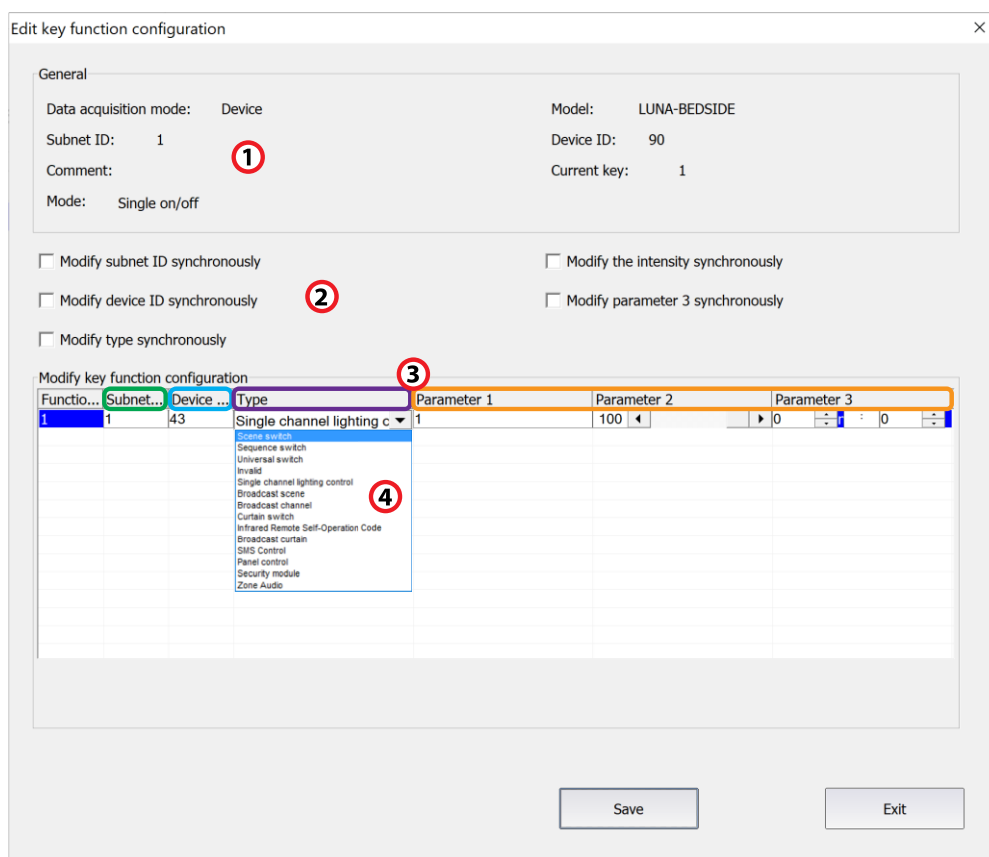 Edit key function configuration
General
Data acquisition mode: Device Model: LUNA-BEDSIDE
Subnet ID: 1 Device ID: 90
1
Comment: Current key: 1
Mode: Single on/off
Modify subnet ID synchronously Modify the intensity synchronously
Modify device ID synchronously 2 Modify parameter 3 synchronously
Modify type synchronously
3
Modify key function configuration
Functio... Subnet... Device ... Type Parameter 1 Parameter 2 Parameter 3
1 1 43 Single channel lighting c 1 100 0 : 0
Scene switch
Sequence switch
Universal switch
Invalid
Single channel lighting control
Broadcast scene 4
Broadcast channel
Curtain switch
Infrared Remote Self-Operation Code
Broadcast curtain
SMS Control
Panel control
Security module
Zone Audio
Save Exit